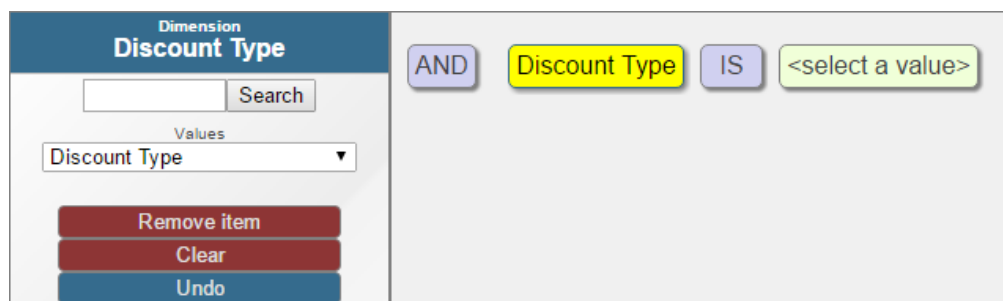 Dimension
Discount Type
Search
Values
Discount Type
Remove item
Clear
Undo
AND Discount Type IS <select a value>